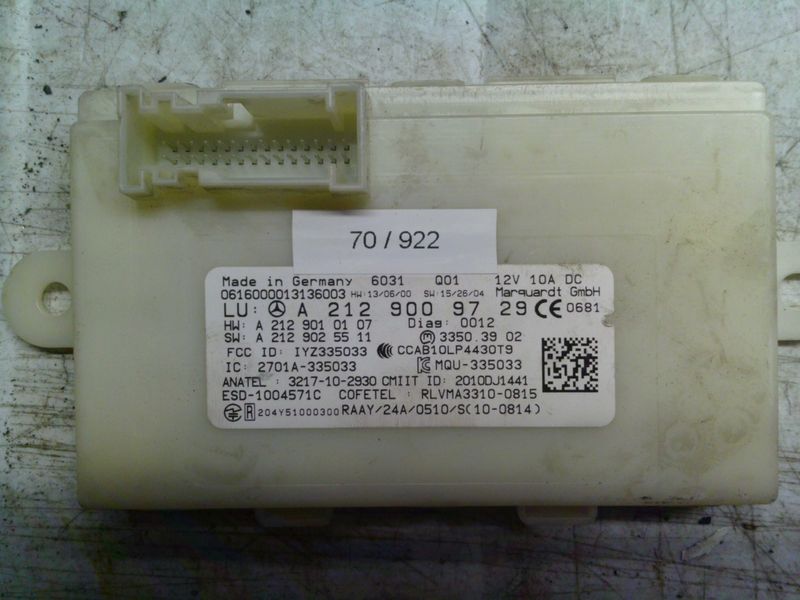 70 / 922
Made in Germany 6031 Q01 12V 10A DC
0616000013136003 HW:13/06/00 SW:15/26/04 Marquardt GmbH
LU: A 212 900 97 29 CE 0681
HW: A 212 901 01 07 Diag: 0012
SW: A 212 902 55 11 3350.3902
FCC ID: IYZ335033 CCAB10LP4430T9
IC: 2701A-335033 MQU-335033
ANATEL: 3217-10-2930 CMIIT ID: 2010DJ1441
ESD-1004571C COFETEL: RLVMA3310-0815
R 204Y51000300 RAAY/24A/0510/S(10-0814)